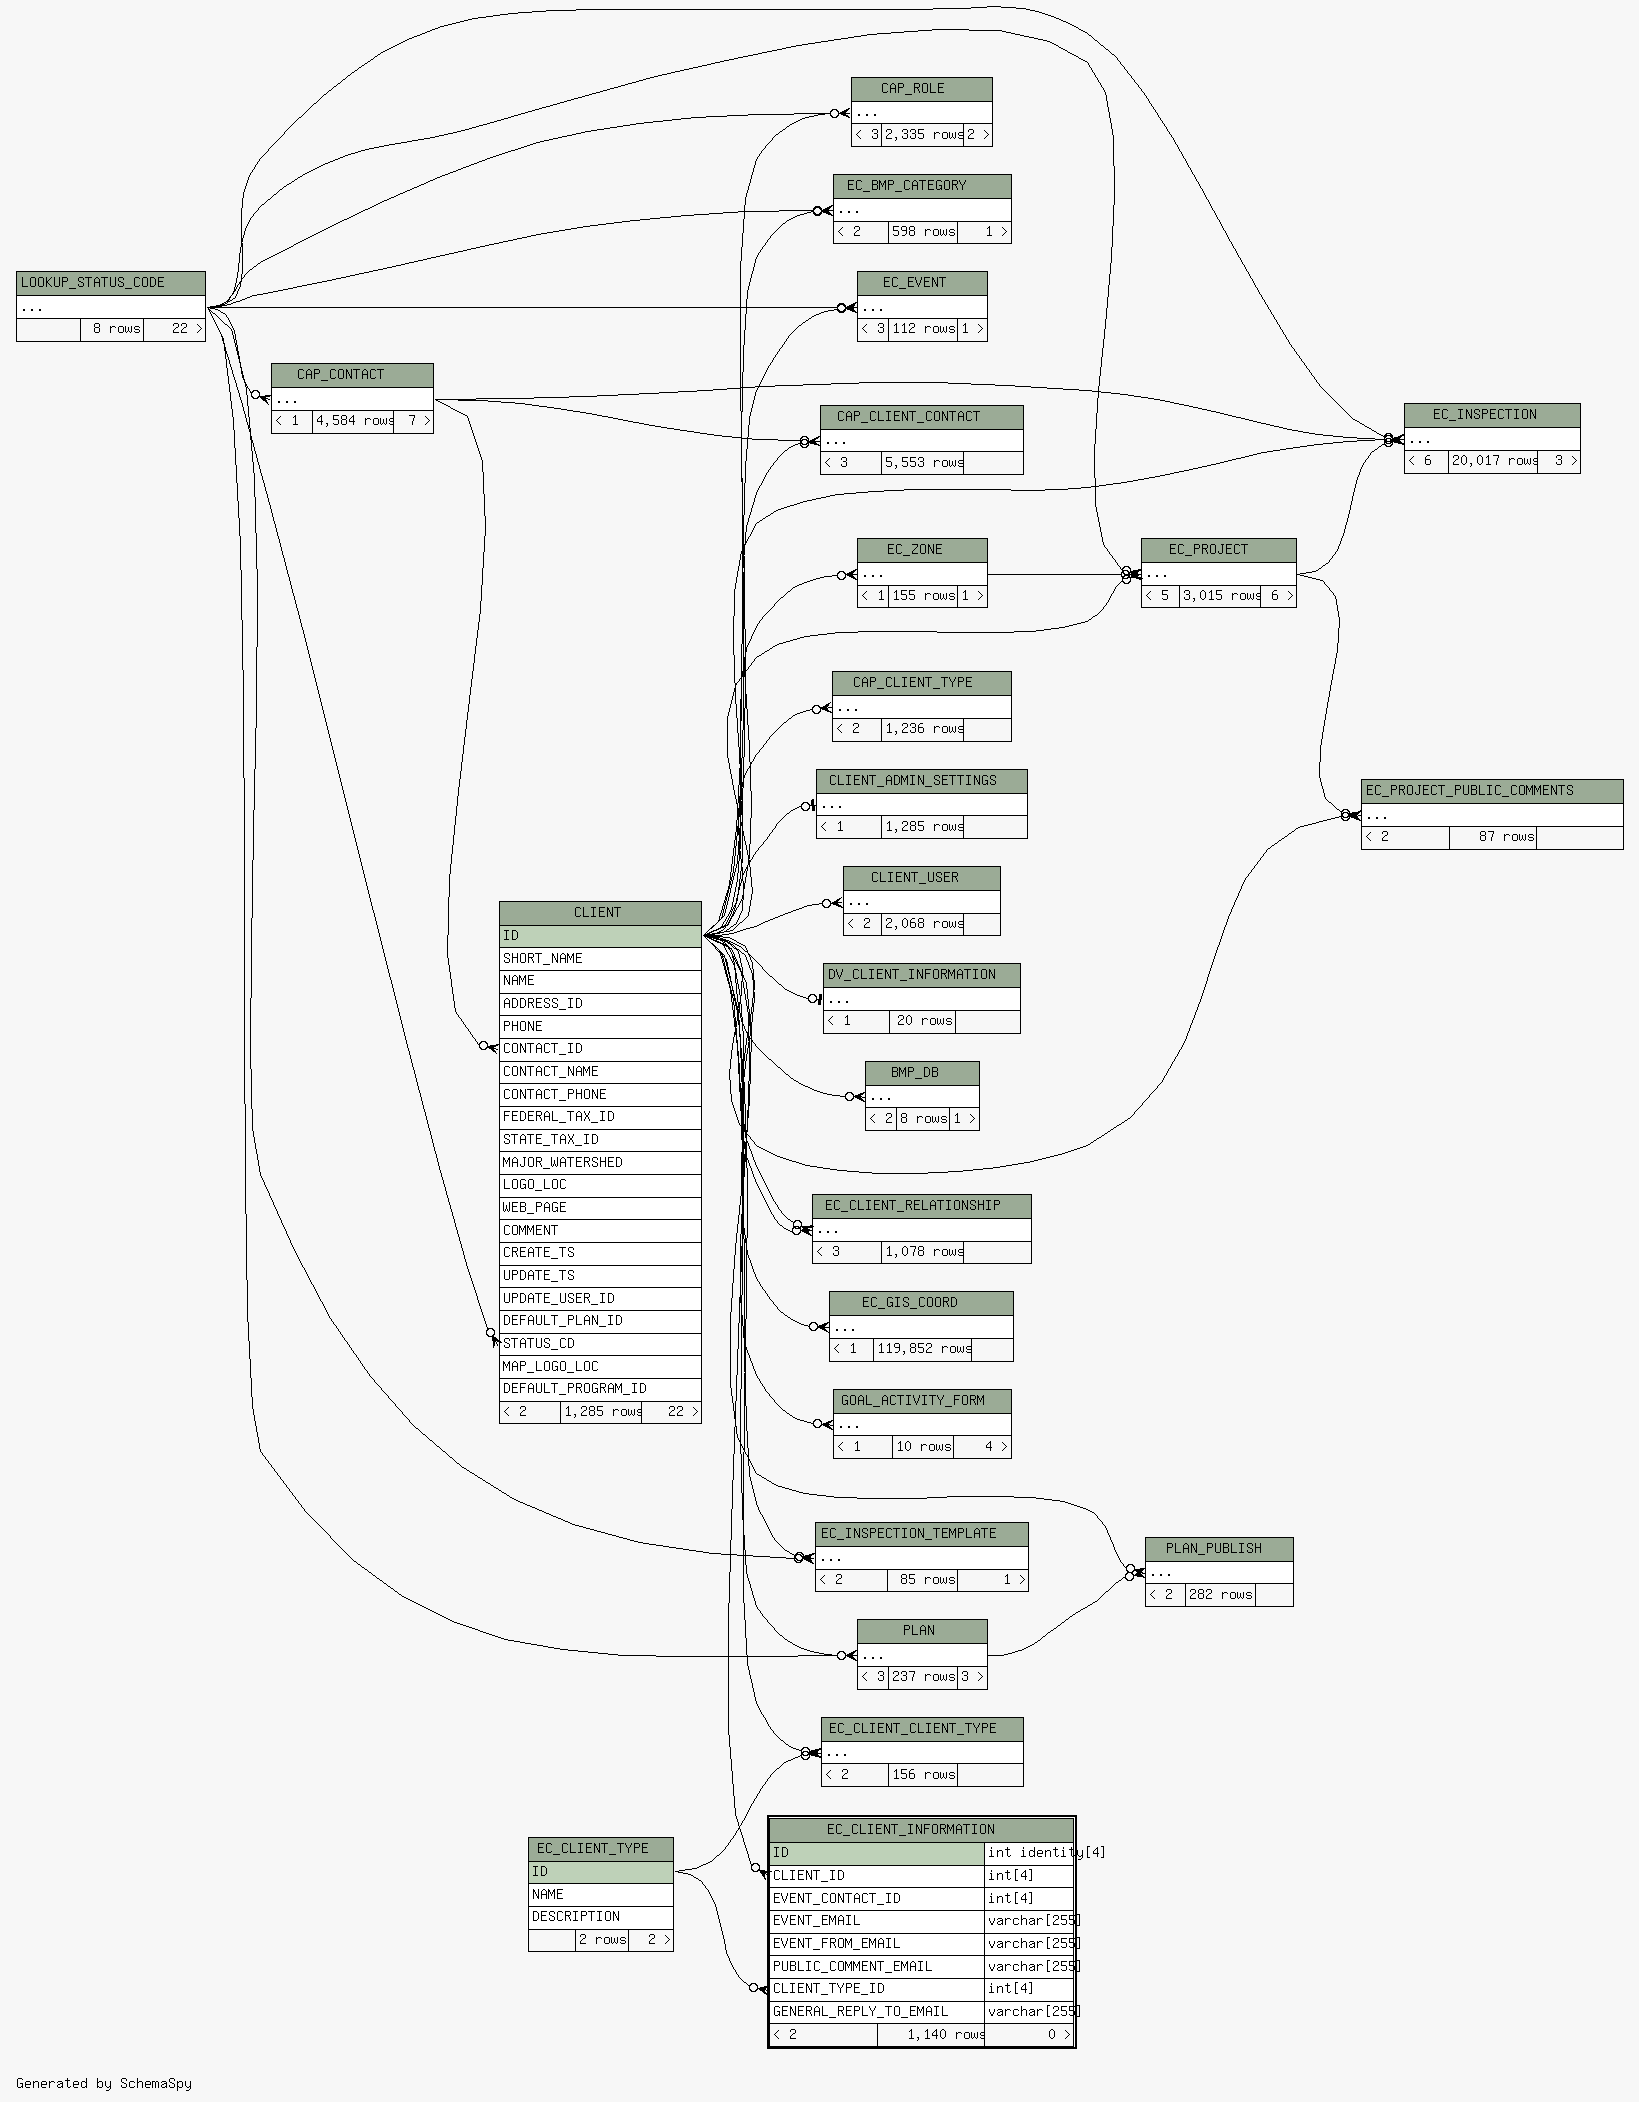 CAP_ROLE
...
< 3 2,335 rows 2 >
EC_BMP_CATEGORY
...
< 2 598 rows 1 >
LOOKUP_STATUS_CODE
...
8 rows 22 >
EC_EVENT
...
< 3 112 rows 1 >
CAP_CONTACT
...
< 1 4,584 rows 7 >
CAP_CLIENT_CONTACT
...
< 3 5,553 rows
EC_INSPECTION
...
< 6 20,017 rows 3 >
EC_ZONE
...
< 1 155 rows 1 >
EC_PROJECT
...
< 5 3,015 rows 6 >
CAP_CLIENT_TYPE
...
< 2 1,236 rows
CLIENT_ADMIN_SETTINGS
...
< 1 1,285 rows
EC_PROJECT_PUBLIC_COMMENTS
...
< 2 87 rows
CLIENT_USER
...
< 2 2,068 rows
CLIENT
ID
SHORT_NAME
NAME
ADDRESS_ID
PHONE
CONTACT_ID
CONTACT_NAME
CONTACT_PHONE
FEDERAL_TAX_ID
STATE_TAX_ID
MAJOR_WATERSHED
LOGO_LOC
WEB_PAGE
COMMENT
CREATE_TS
UPDATE_TS
UPDATE_USER_ID
DEFAULT_PLAN_ID
STATUS_CD
MAP_LOGO_LOC
DEFAULT_PROGRAM_ID
< 2 1,285 rows 22 >
DV_CLIENT_INFORMATION
...
< 1 20 rows
BMP_DB
...
< 2 8 rows 1 >
EC_CLIENT_RELATIONSHIP
...
< 3 1,078 rows
EC_GIS_COORD
...
< 1 119,852 rows
GOAL_ACTIVITY_FORM
...
< 1 10 rows 4 >
EC_INSPECTION_TEMPLATE
...
< 2 85 rows 1 >
PLAN_PUBLISH
...
< 2 282 rows
PLAN
...
< 3 237 rows 3 >
EC_CLIENT_CLIENT_TYPE
...
< 2 156 rows
EC_CLIENT_TYPE
ID
NAME
DESCRIPTION
2 rows 2 >
EC_CLIENT_INFORMATION
ID int identity[4]
CLIENT_ID int[4]
EVENT_CONTACT_ID int[4]
EVENT_EMAIL varchar[255]
EVENT_FROM_EMAIL varchar[255]
PUBLIC_COMMENT_EMAIL varchar[255]
CLIENT_TYPE_ID int[4]
GENERAL_REPLY_TO_EMAIL varchar[255]
< 2 1,140 rows 0 >
Generated by SchemaSpy